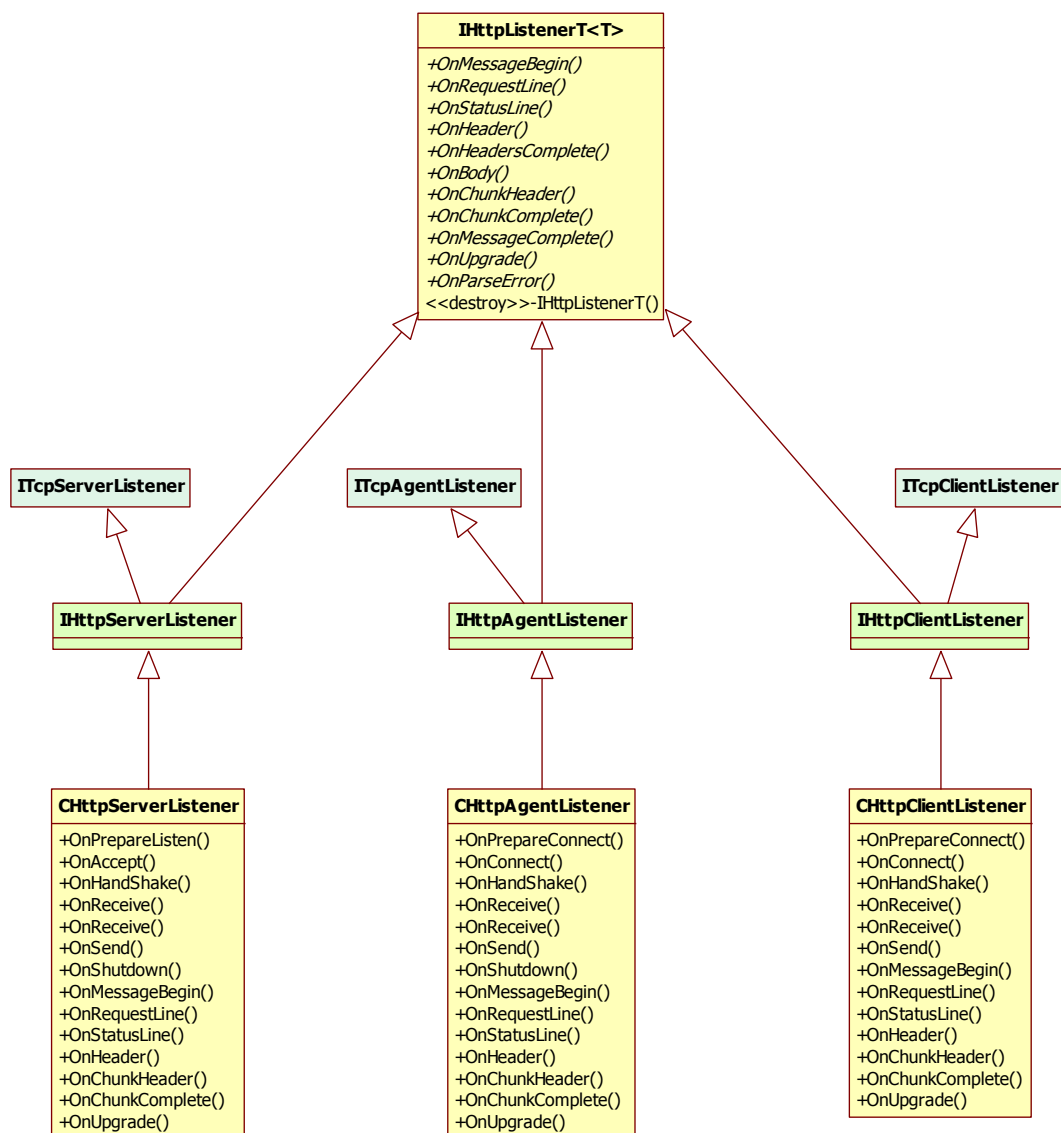 IHttpListenerT<T>
+OnMessageBegin()
+OnRequestLine()
+OnStatusLine()
+OnHeader()
+OnHeadersComplete()
+OnBody()
+OnChunkHeader()
+OnChunkComplete()
+OnMessageComplete()
+OnUpgrade()
+OnParseError()
<<destroy>>-IHttpListenerT()
ITcpServerListener
ITcpAgentListener
ITcpClientListener
IHttpServerListener
IHttpAgentListener
IHttpClientListener
CHttpServerListener
+OnPrepareListen()
+OnAccept()
+OnHandShake()
+OnReceive()
+OnReceive()
+OnSend()
+OnShutdown()
+OnMessageBegin()
+OnRequestLine()
+OnStatusLine()
+OnHeader()
+OnChunkHeader()
+OnChunkComplete()
+OnUpgrade()
CHttpAgentListener
+OnPrepareConnect()
+OnConnect()
+OnHandShake()
+OnReceive()
+OnReceive()
+OnSend()
+OnShutdown()
+OnMessageBegin()
+OnRequestLine()
+OnStatusLine()
+OnHeader()
+OnChunkHeader()
+OnChunkComplete()
+OnUpgrade()
CHttpClientListener
+OnPrepareConnect()
+OnConnect()
+OnHandShake()
+OnReceive()
+OnReceive()
+OnSend()
+OnMessageBegin()
+OnRequestLine()
+OnStatusLine()
+OnHeader()
+OnChunkHeader()
+OnChunkComplete()
+OnUpgrade()